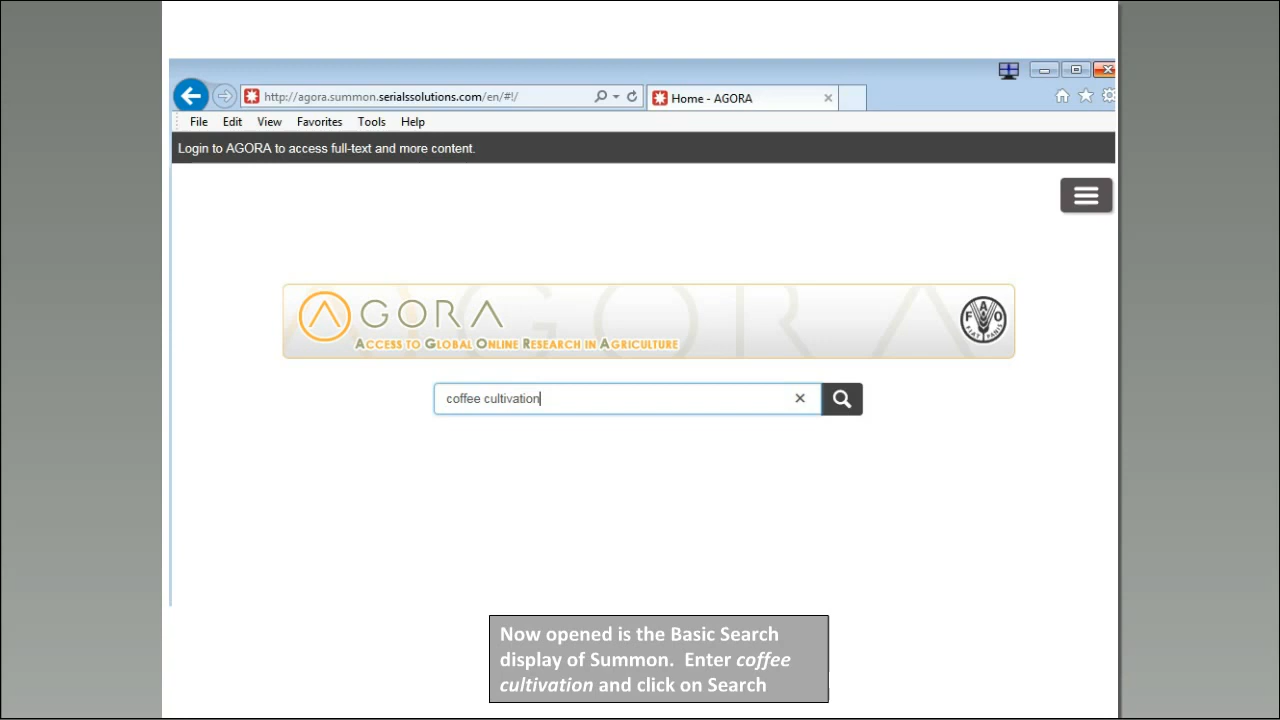 http://agora.summon.serialssolutions.com/en/#!/
Home - AGORA
File Edit View Favorites Tools Help
Login to AGORA to access full-text and more content.
AGORA
ACCESS TO GLOBAL ONLINE RESEARCH IN AGRICULTURE
F A O
FIAT PANIS
coffee cultivation
Now opened is the Basic Search
display of Summon. Enter coffee
cultivation and click on Search